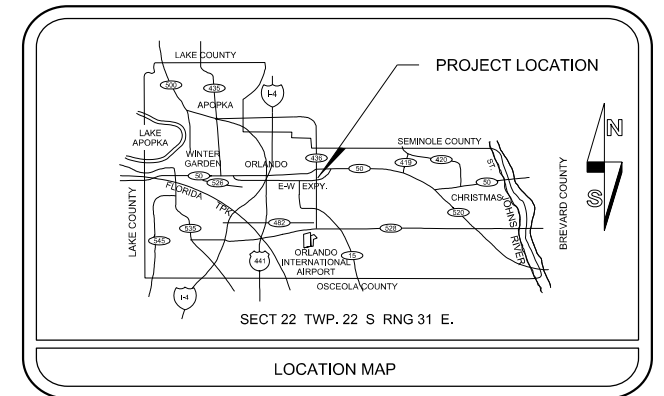 LAKE COUNTY
PROJECT LOCATION
500
435
I-4
APOPKA
LAKE
APOPKA
SEMINOLE COUNTY
N
WINTER
GARDEN
ORLANDO
436
419
420
50
526
50
50
E-W EXPY.
ST. JOHNS RIVER
S
BREVARD COUNTY
FLORIDA TPK
CHRISTMAS
LAKE COUNTY
482
520
535
528
545
441
ORLANDO
INTERNATIONAL
AIRPORT
15
I-4
OSCEOLA COUNTY
SECT 22 TWP. 22 S RNG 31 E.
LOCATION MAP